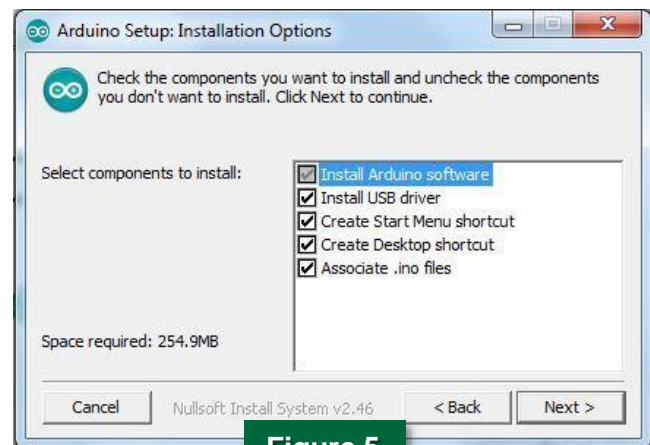 Arduino Setup: Installation Options
Check the components you want to install and uncheck the components
you don't want to install. Click Next to continue.
Select components to install:
Install Arduino software
Install USB driver
Create Start Menu shortcut
Create Desktop shortcut
Associate .ino files
Space required: 254.9MB
Cancel
Nullsoft Install System v2.46
< Back
Next >
Figure 5